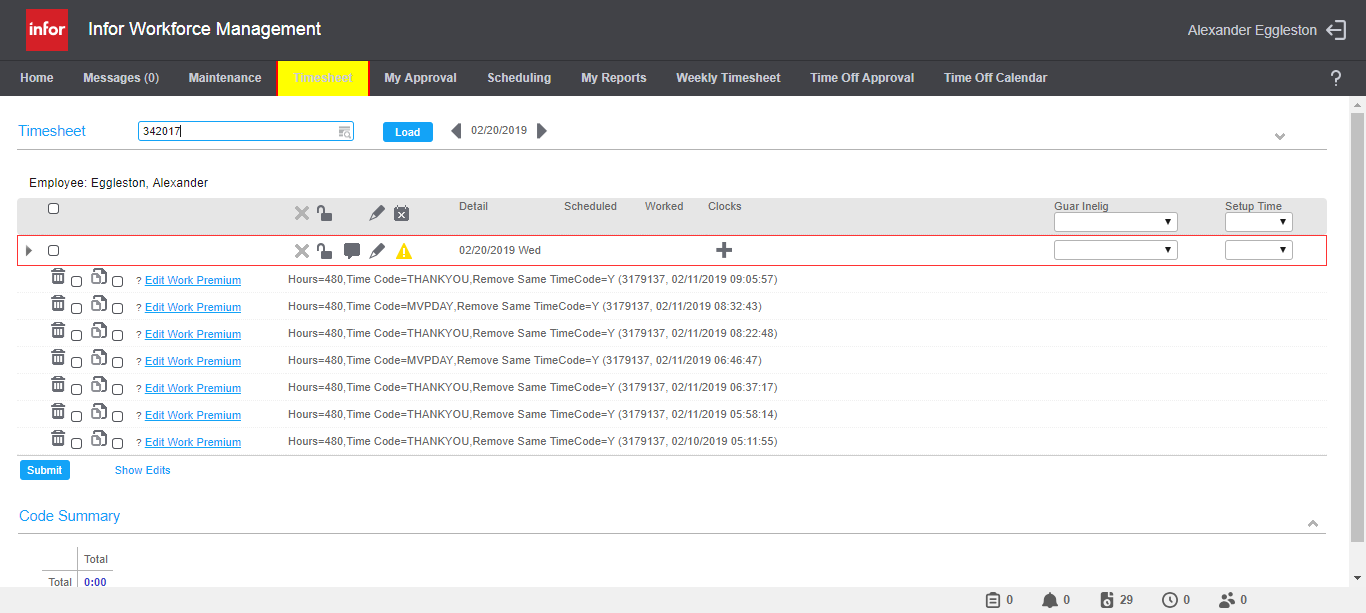 infor Infor Workforce Management Alexander Eggleston
Home Messages (0) Maintenance Timesheet My Approval Scheduling My Reports Weekly Timesheet Time Off Approval Time Off Calendar ?
Timesheet 342017 Load 02/20/2019
Employee: Eggleston, Alexander
Detail Scheduled Worked Clocks Guar Inelig Setup Time
02/20/2019 Wed
? Edit Work Premium Hours=480,Time Code=THANKYOU,Remove Same TimeCode=Y (3179137, 02/11/2019 09:05:57)
? Edit Work Premium Hours=480,Time Code=MVPDAY,Remove Same TimeCode=Y (3179137, 02/11/2019 08:32:43)
? Edit Work Premium Hours=480,Time Code=THANKYOU,Remove Same TimeCode=Y (3179137, 02/11/2019 08:22:48)
? Edit Work Premium Hours=480,Time Code=MVPDAY,Remove Same TimeCode=Y (3179137, 02/11/2019 06:46:47)
? Edit Work Premium Hours=480,Time Code=THANKYOU,Remove Same TimeCode=Y (3179137, 02/11/2019 06:37:17)
? Edit Work Premium Hours=480,Time Code=THANKYOU,Remove Same TimeCode=Y (3179137, 02/11/2019 05:58:14)
? Edit Work Premium Hours=480,Time Code=THANKYOU,Remove Same TimeCode=Y (3179137, 02/10/2019 05:11:55)
Submit Show Edits
Code Summary
Total
Total 0:00
0 0 29 0 0